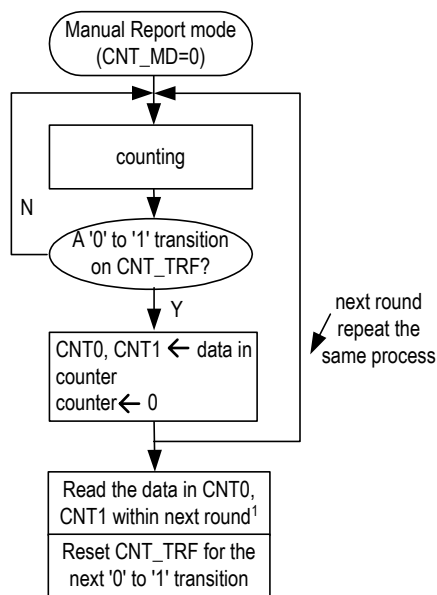 Manual Report mode
(CNT_MD=0)
counting
N
A '0' to '1' transition
on CNT_TRF?
Y
next round
repeat the
same process
CNT0, CNT1 ← data in
counter
counter← 0
Read the data in CNT0,
CNT1 within next round¹
Reset CNT_TRF for the
next '0' to '1' transition